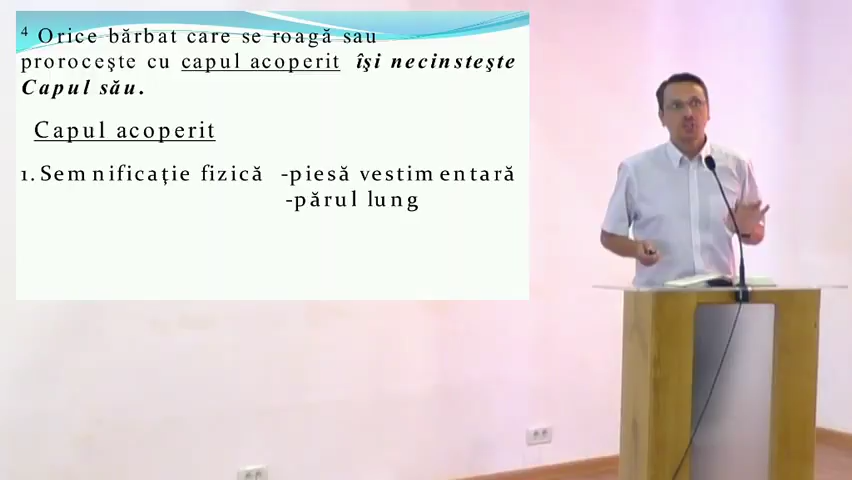 4 Orice bărbat care se roagă sau
proroceşte cu capul acoperit îşi necinsteşte
Capul său.
Capul acoperit
1. Semnificaţie fizică -piesă vestimentară
-părul lung